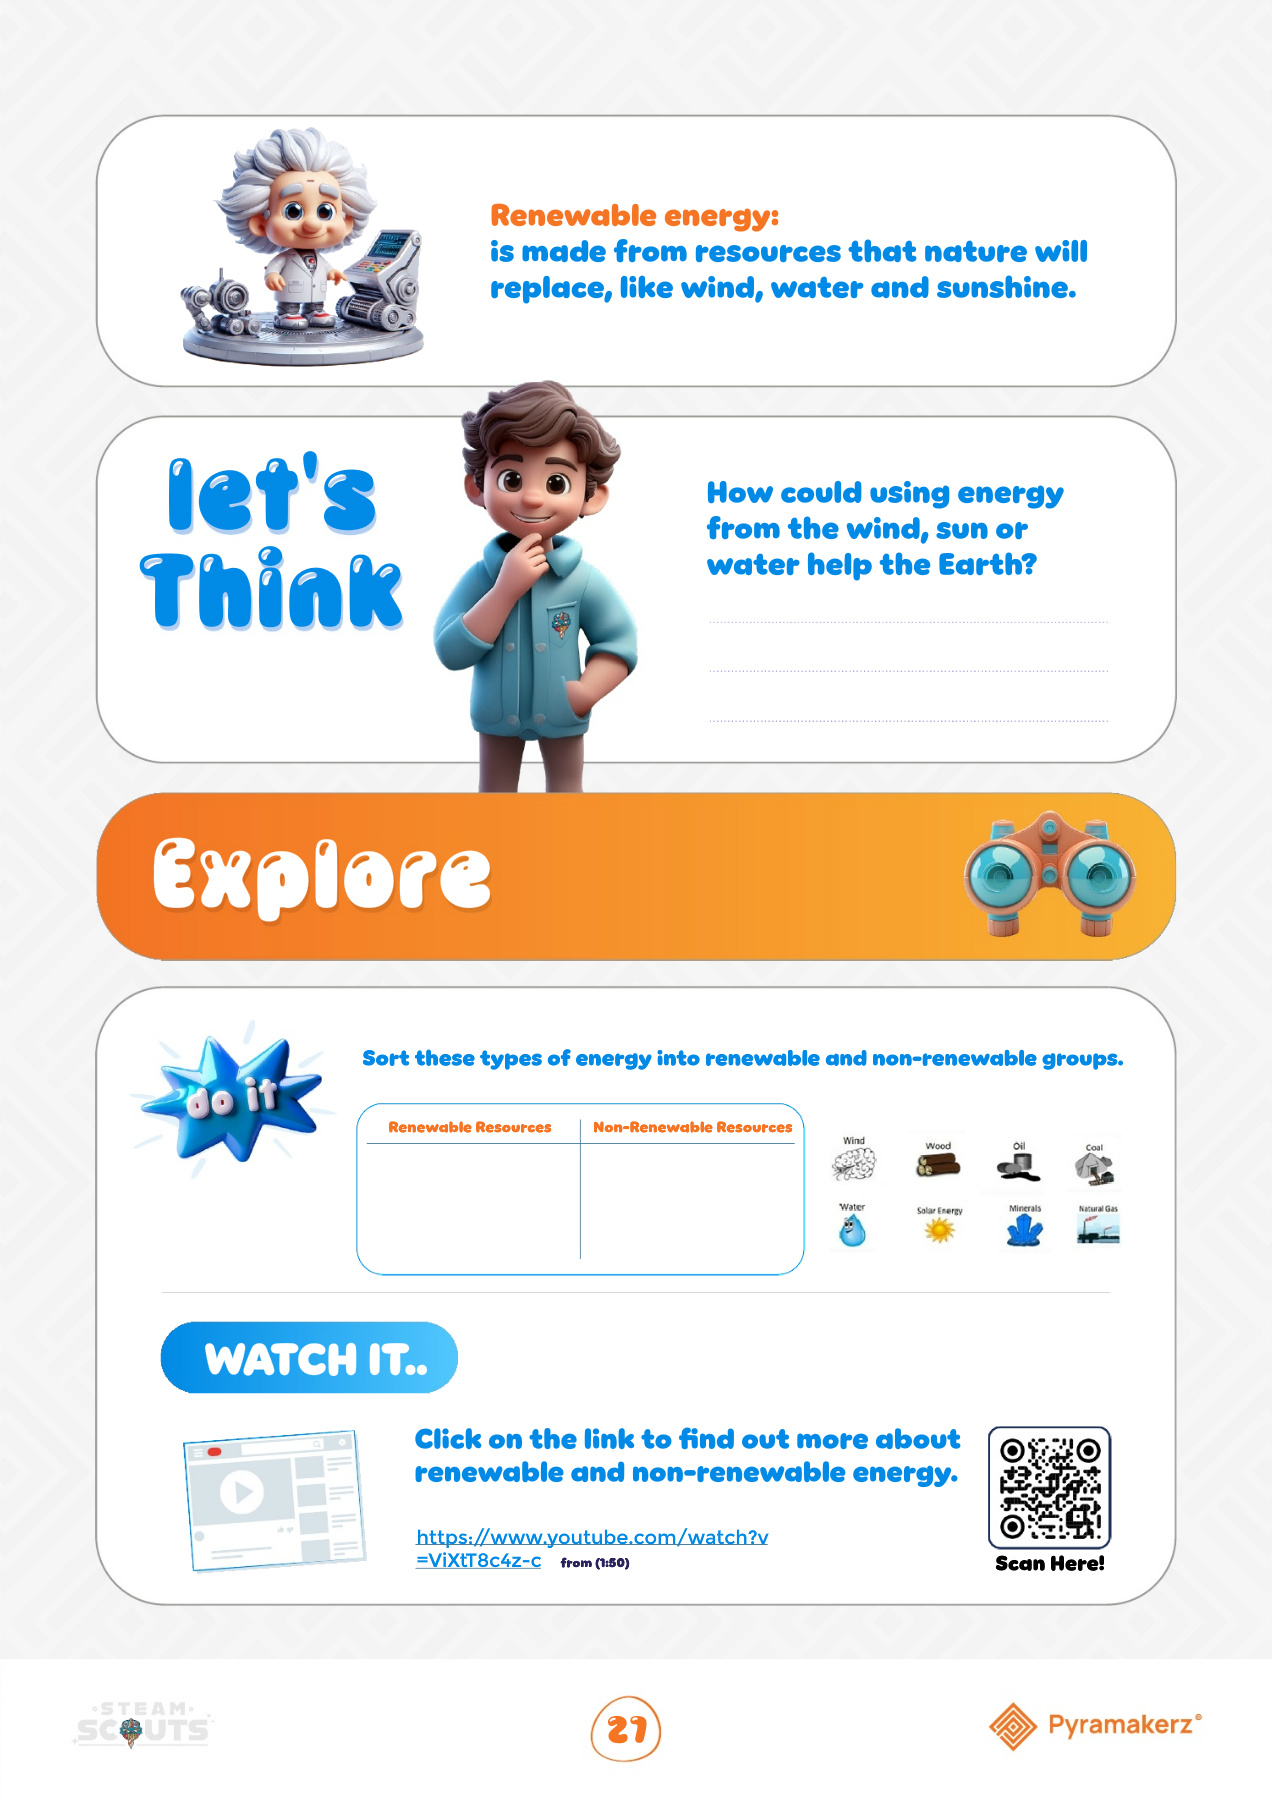 Renewable energy:
is made from resources that nature will
replace, like wind, water and sunshine.
let's
Think
How could using energy
from the wind, sun or
water help the Earth?
Explore
do it
Sort these types of energy into renewable and non-renewable groups.
Renewable Resources
Non-Renewable Resources
Wind
Wood
Oil
Coal
Water
Solar Energy
Minerals
Natural Gas
WATCH IT..
Click on the link to find out more about
renewable and non-renewable energy.
https://www.youtube.com/watch?v
=ViXtT8c4z-c from (1:50)
Scan Here!
STEAM
SCOUTS
27
Pyramakerz